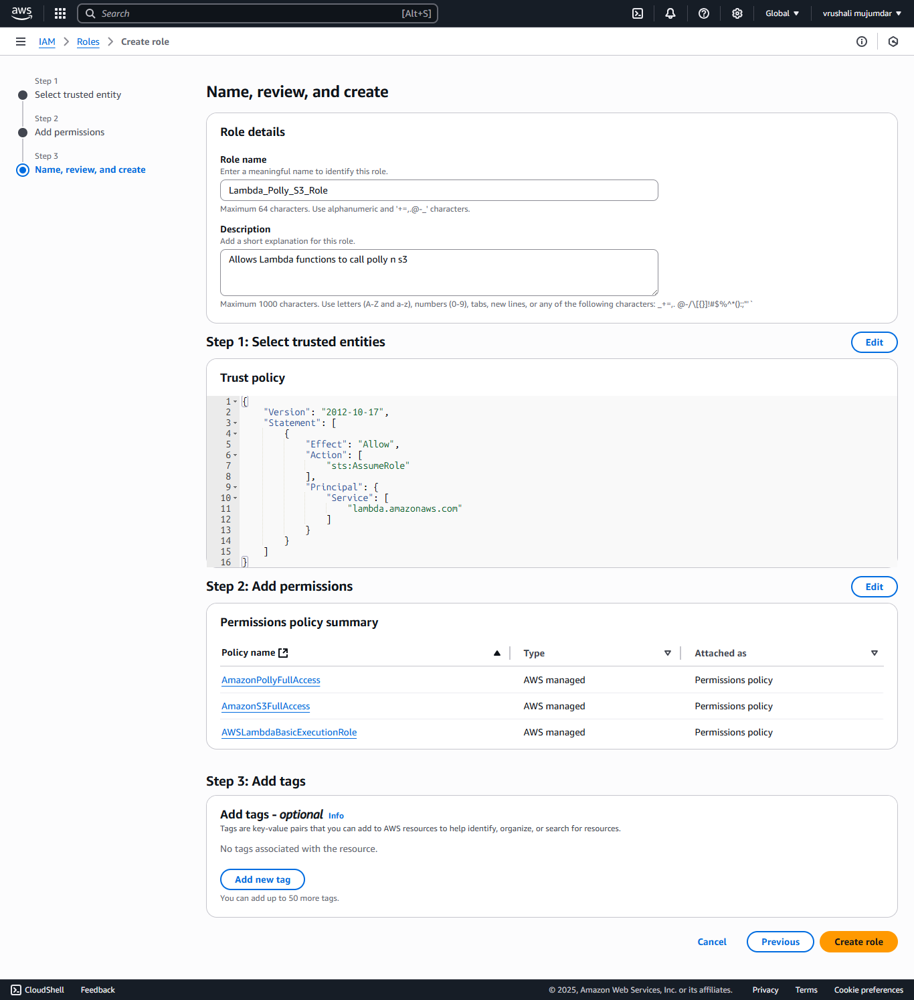 aws
Search [Alt+S]
Global
vrushali mujumdar
IAM > Roles > Create role
Step 1
Select trusted entity
Step 2
Add permissions
Step 3
Name, review, and create
Name, review, and create
Role details
Role name
Enter a meaningful name to identify this role.
Lambda_Polly_S3_Role
Maximum 64 characters. Use alphanumeric and '+=,.@-_' characters.
Description
Add a short explanation for this role.
Allows Lambda functions to call polly n s3
Maximum 1000 characters. Use letters (A-Z and a-z), numbers (0-9), tabs, new lines, or any of the following characters: _+=,. @-/\[{}]!#$%^*();:"'`
Step 1: Select trusted entities
Edit
Trust policy
1 {
2 "Version": "2012-10-17",
3 "Statement": [
4 {
5 "Effect": "Allow",
6 "Action": [
7 "sts:AssumeRole"
8 ],
9 "Principal": {
10 "Service": [
11 "lambda.amazonaws.com"
12 ]
13 }
14 }
15 ]
16 }
Step 2: Add permissions
Edit
Permissions policy summary
Policy name Type Attached as
AmazonPollyFullAccess AWS managed Permissions policy
AmazonS3FullAccess AWS managed Permissions policy
AWSLambdaBasicExecutionRole AWS managed Permissions policy
Step 3: Add tags
Add tags - optional Info
Tags are key-value pairs that you can add to AWS resources to help identify, organize, or search for resources.
No tags associated with the resource.
Add new tag
You can add up to 50 more tags.
Cancel Previous Create role
CloudShell Feedback © 2025, Amazon Web Services, Inc. or its affiliates. Privacy Terms Cookie preferences